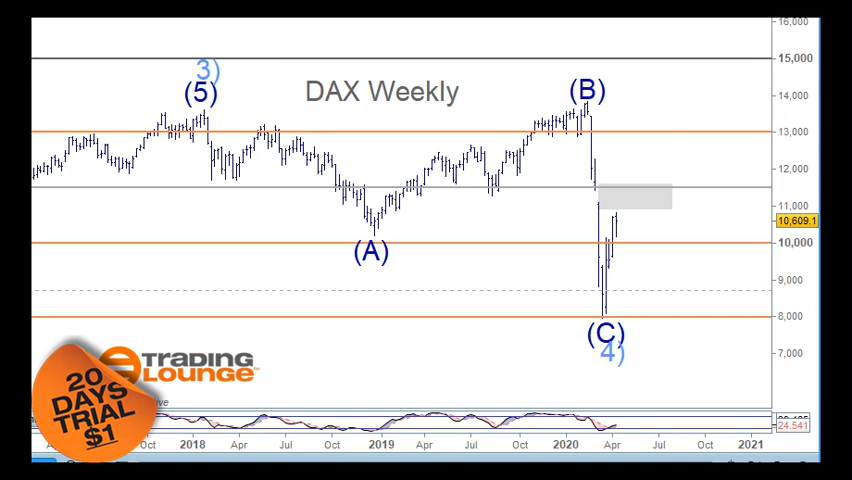 16,000
15,000
14,000
13,000
12,000
11,000
10,609.1
10,000
9,000
8,000
7,000
DAX Weekly
3)
(5)
(B)
(A)
(C)
4)
TRADING
LOUNGE™
20
DAYS
TRIAL
$1
24.541
Oct 2018 Apr Jul Oct 2019 Apr Jul Oct 2020 Apr Jul Oct 2021